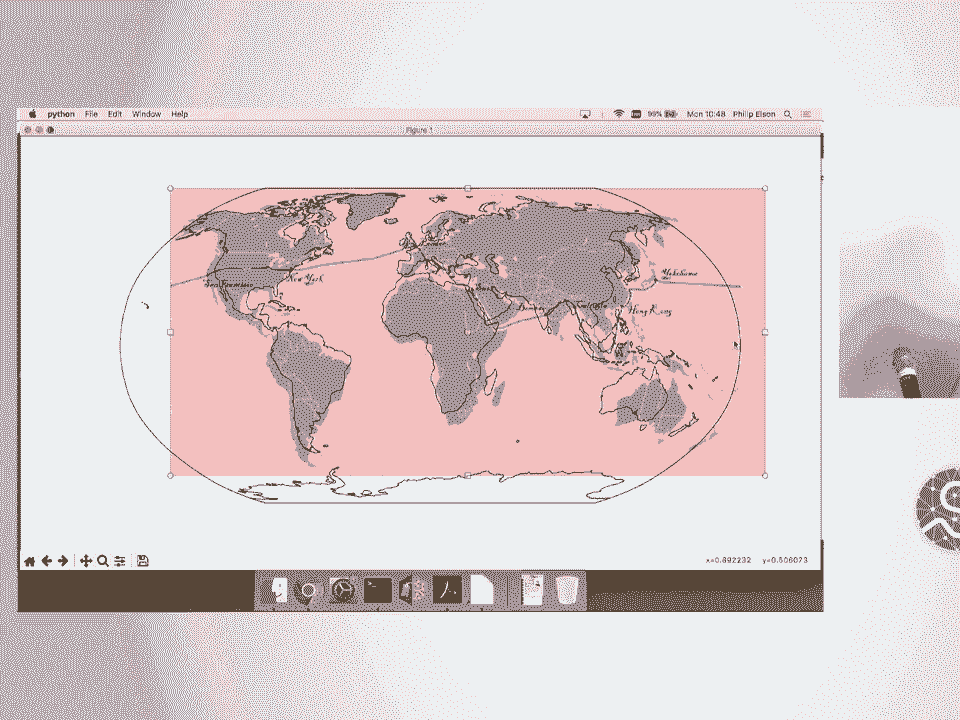 python File Edit Window Help 99% Mon 10:48 Philip Elson
Figure 1
New York
San Francisco
Yokohama
Hong Kong
x=0.892232 y=0.506073